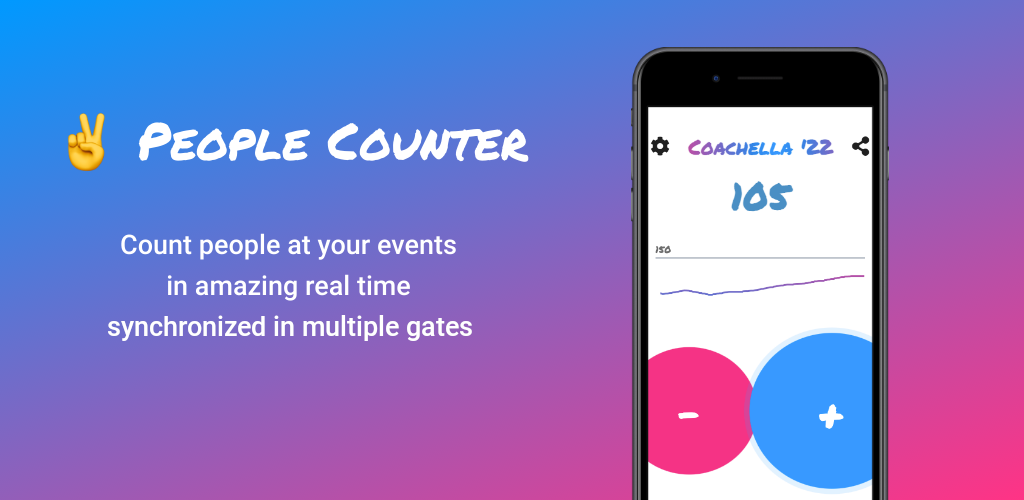 ✌ People Counter
Count people at your events
in amazing real time
synchronized in multiple gates
Coachella '22
105
150
- +